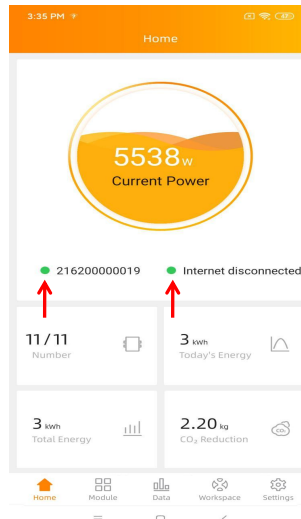 3:35 PM
Home
5538w
Current Power
216200000019
Internet disconnected
11/11
Number
3 kWh
Today's Energy
3 kWh
Total Energy
2.20 kg
CO₂ Reduction
Home
Module
Data
Workspace
Settings